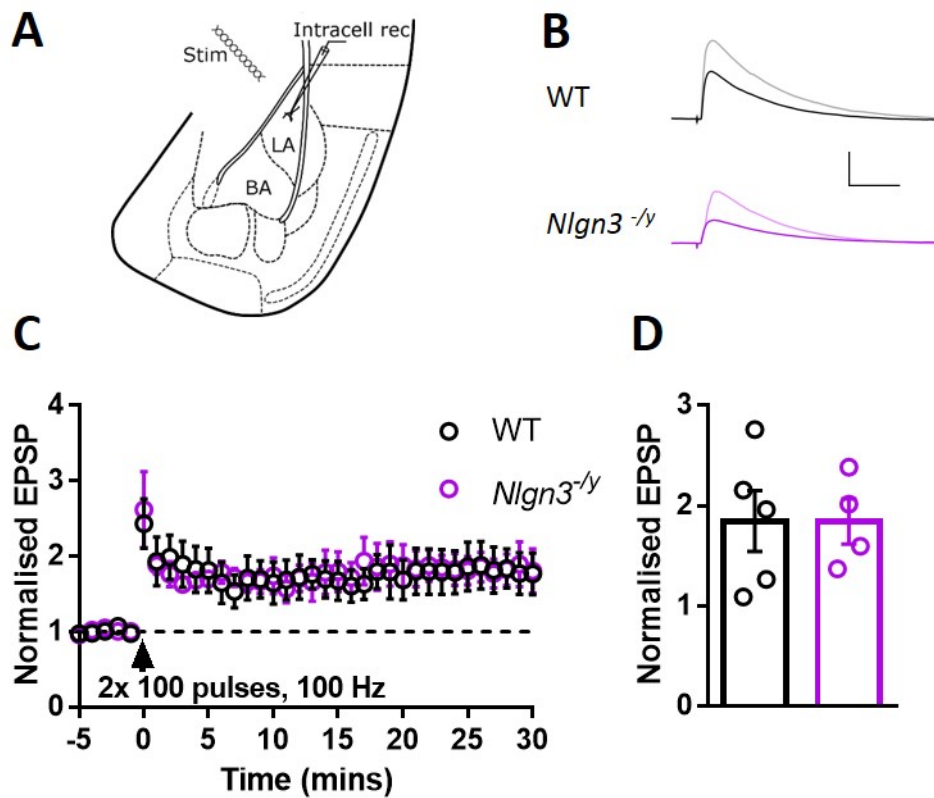 A
Stim
Intracell rec
LA
BA
B
WT
Nlgn3 -/y
C
Normalised EPSP
4
3
2
1
0
WT
Nlgn3-/y
2x 100 pulses, 100 Hz
-5 0 5 10 15 20 25 30
Time (mins)
D
Normalised EPSP
3
2
1
0